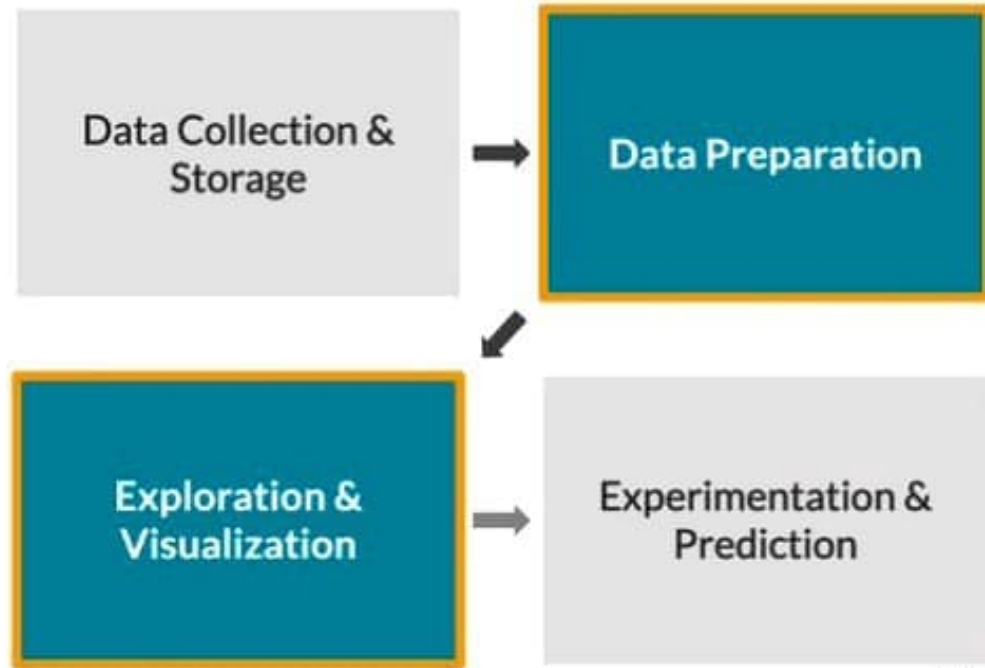 Data Collection &
Storage
Data Preparation
Exploration &
Visualization
Experimentation &
Prediction